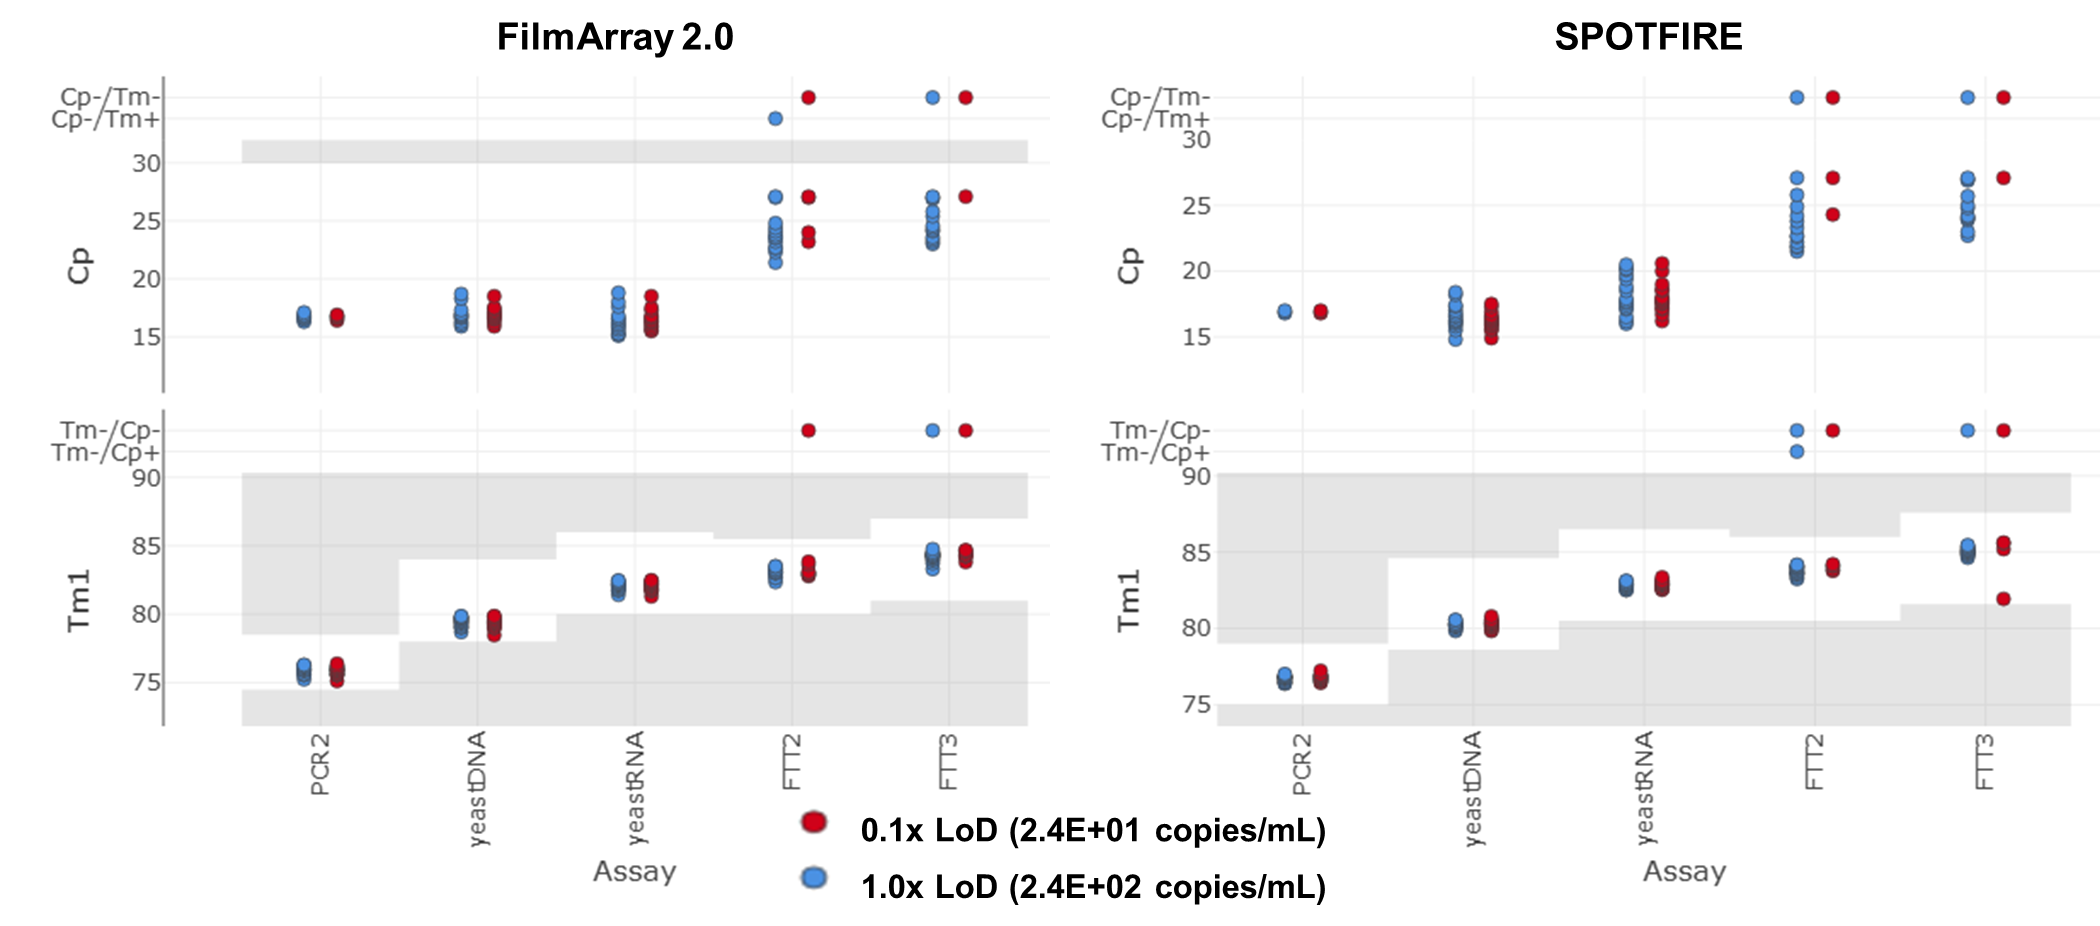 FilmArray 2.0
SPOTFIRE
Cp-/Tm-
Cp-/Tm+
30
25
20
15
Cp
Cp-/Tm-
Cp-/Tm+
30
25
20
15
Cp
Tm-/Cp-
Tm-/Cp+
90
85
80
75
Tm1
Tm-/Cp-
Tm-/Cp+
90
85
80
75
Tm1
PCR2
yeastDNA
yeastRNA
FTT2
FTT3
Assay
PCR2
yeastDNA
yeastRNA
FTT2
FTT3
Assay
0.1x LoD (2.4E+01 copies/mL)
1.0x LoD (2.4E+02 copies/mL)